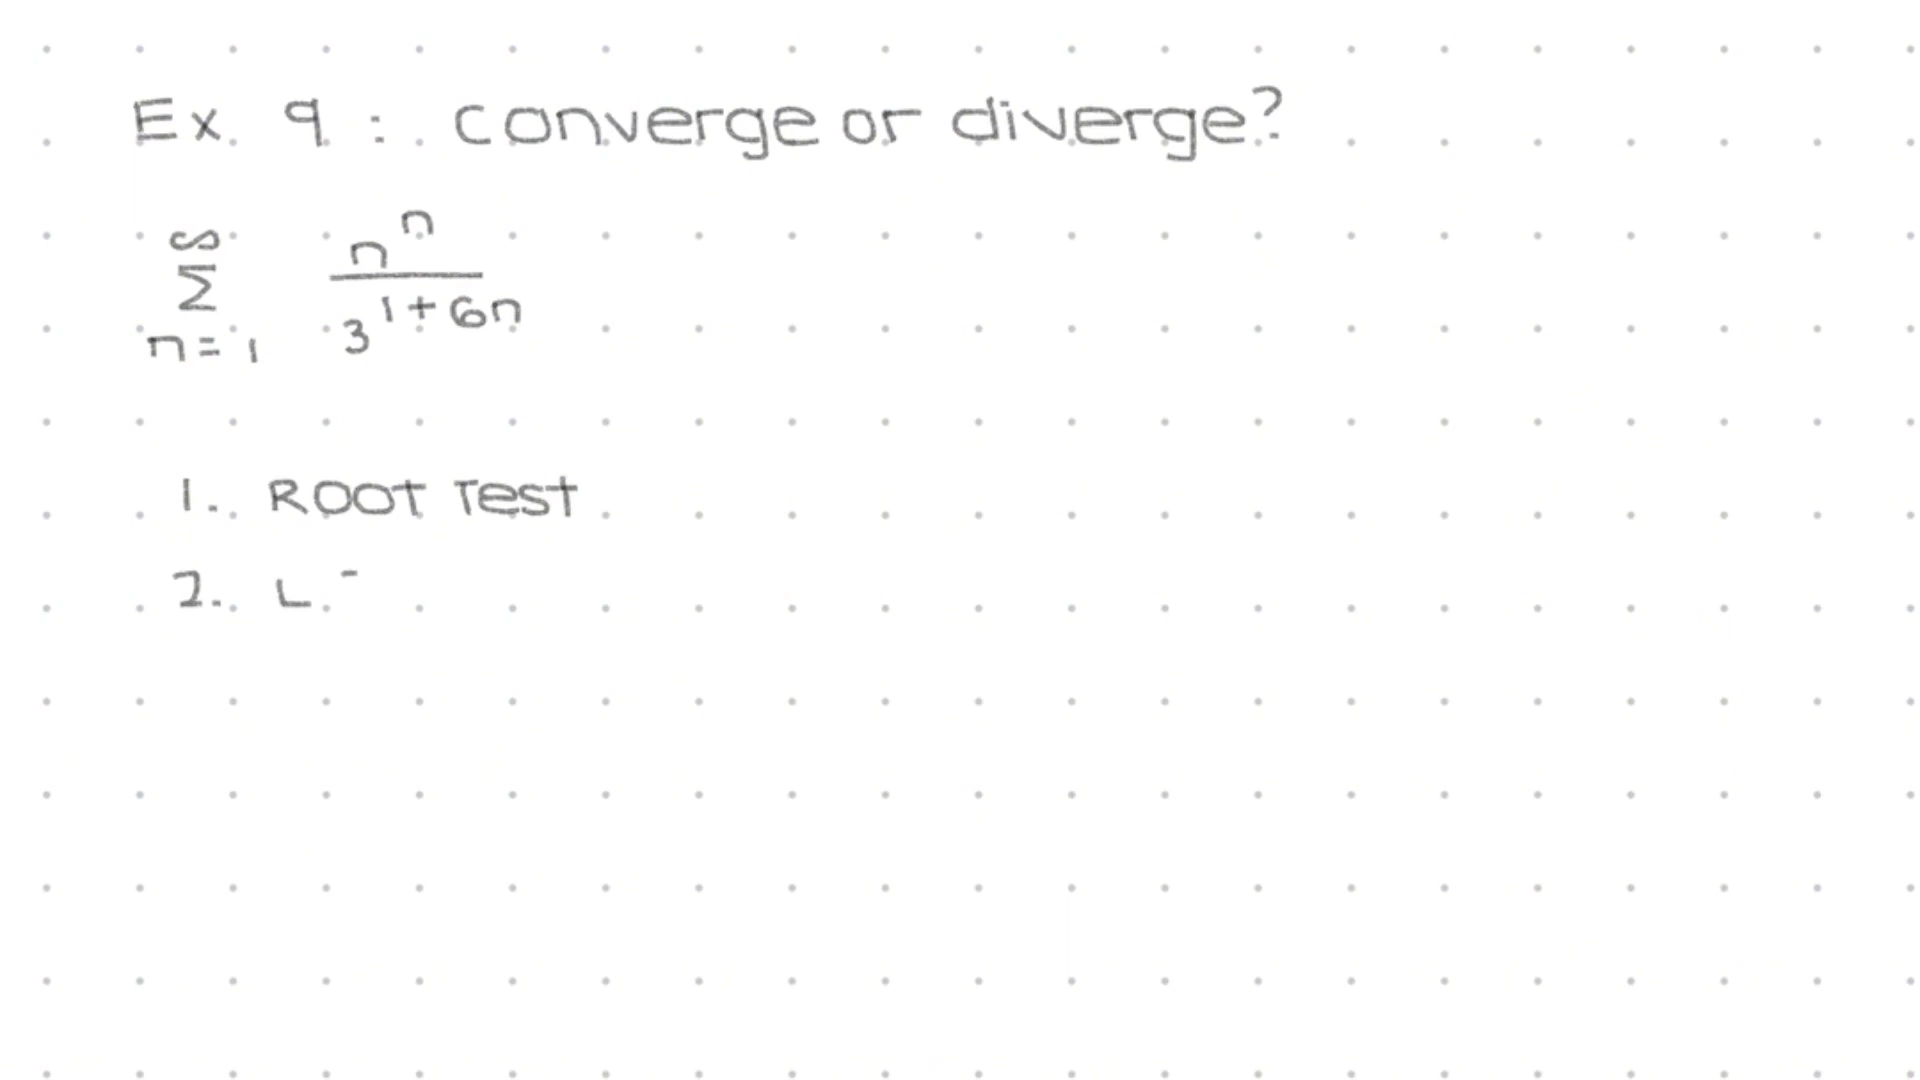 Ex. 9: converge or diverge?
∞
Σ n^n / 3^(1+6n)
n=1
1. Root Test
2. L